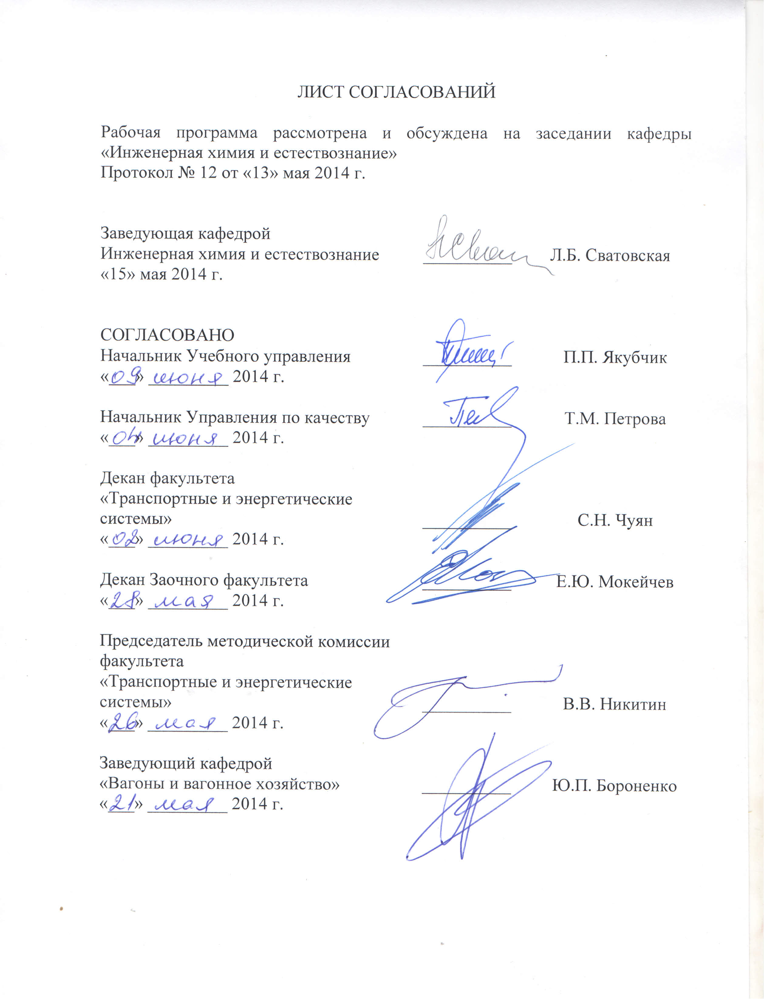 ЛИСТ СОГЛАСОВАНИЙ
Рабочая программа рассмотрена и обсуждена на заседании кафедры
«Инженерная химия и естествознание»
Протокол № 12 от «13» мая 2014 г.
Заведующая кафедрой
Инженерная химия и естествознание Л.Б. Сватовская
«15» мая 2014 г.
СОГЛАСОВАНО
Начальник Учебного управления П.П. Якубчик
«09» июня 2014 г.
Начальник Управления по качеству Т.М. Петрова
«04» июня 2014 г.
Декан факультета
«Транспортные и энергетические
системы» С.Н. Чуян
«02» июня 2014 г.
Декан Заочного факультета Е.Ю. Мокейчев
«28» мая 2014 г.
Председатель методической комиссии
факультета
«Транспортные и энергетические
системы» В.В. Никитин
«26» мая 2014 г.
Заведующий кафедрой
«Вагоны и вагонное хозяйство» Ю.П. Бороненко
«21» мая 2014 г.